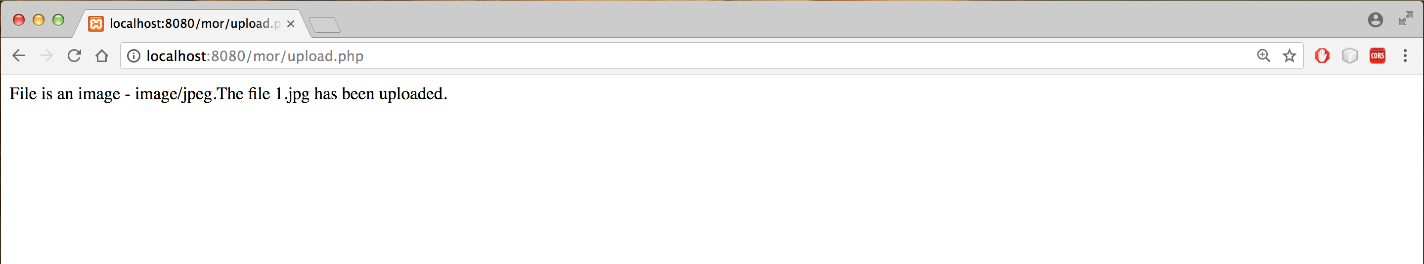 localhost:8080/mor/upload.p
localhost:8080/mor/upload.php
CORS
File is an image - image/jpeg.The file 1.jpg has been uploaded.